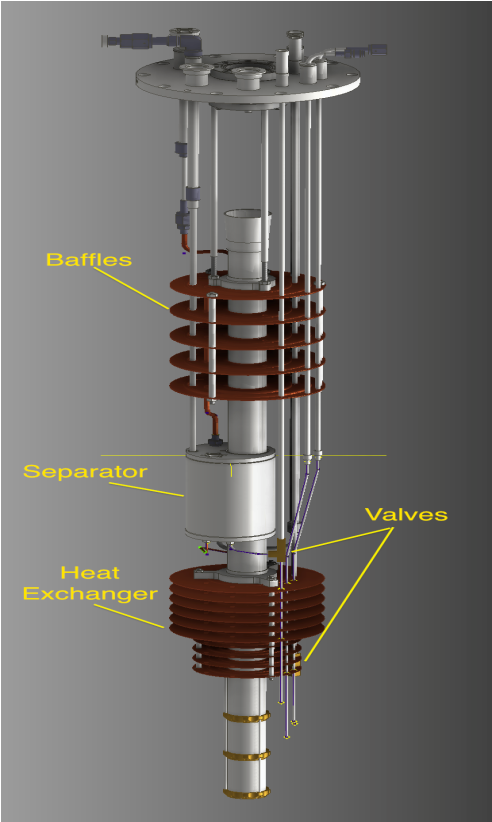 Baffles
Separator
Valves
Heat
Exchanger